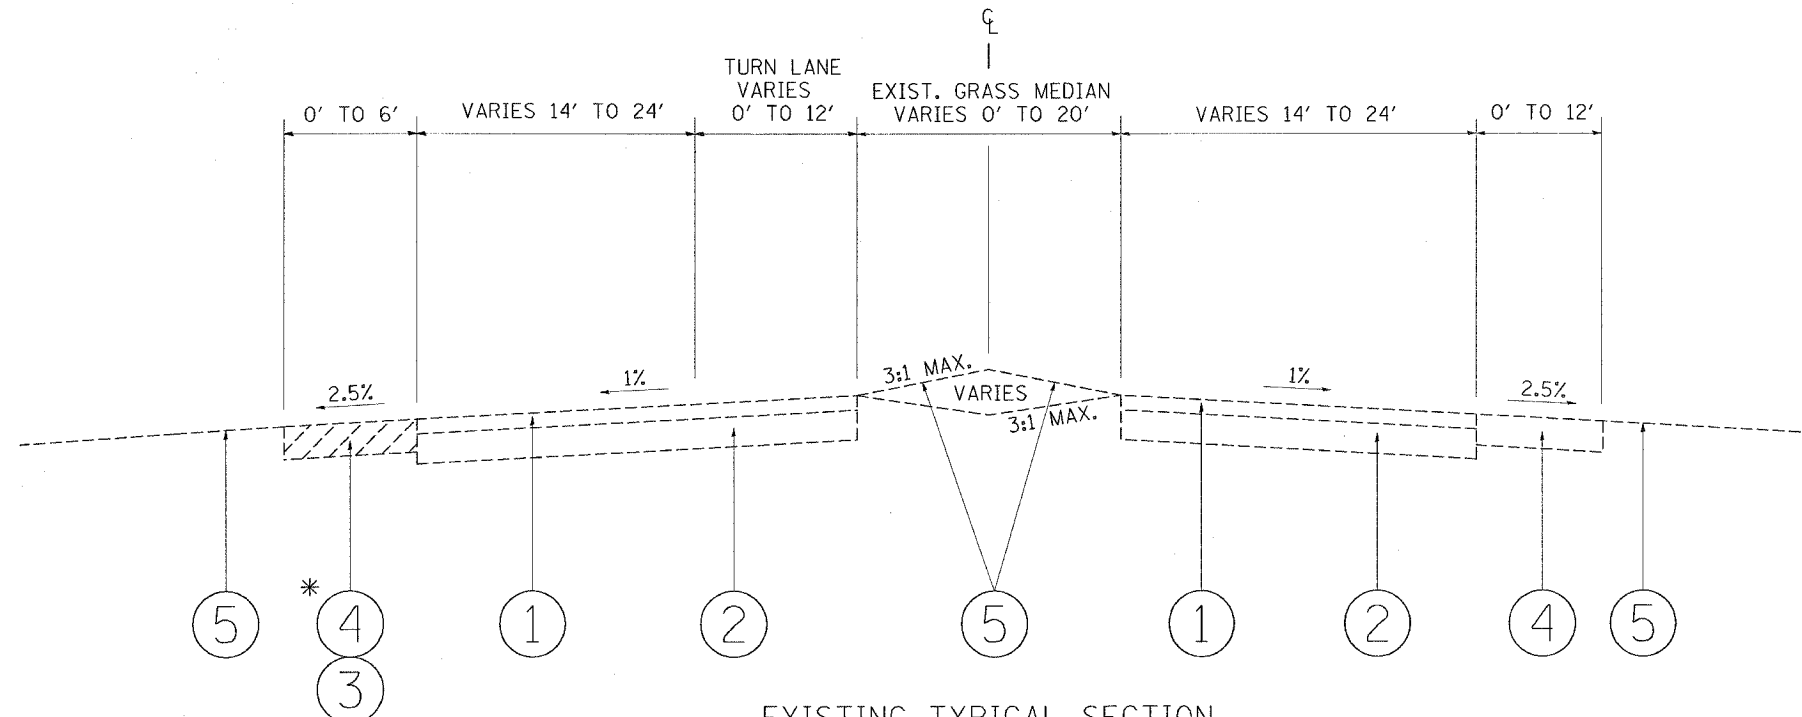 ℄
TURN LANE
VARIES
0' TO 12'
EXIST. GRASS MEDIAN
VARIES 0' TO 20'
0' TO 6'
VARIES 14' TO 24'
VARIES 14' TO 24'
0' TO 12'
2.5%
1%
3:1 MAX.
VARIES
3:1 MAX.
1%
2.5%
*
5
4
3
1
2
5
1
2
4
5
EXISTING TYPICAL SECTION